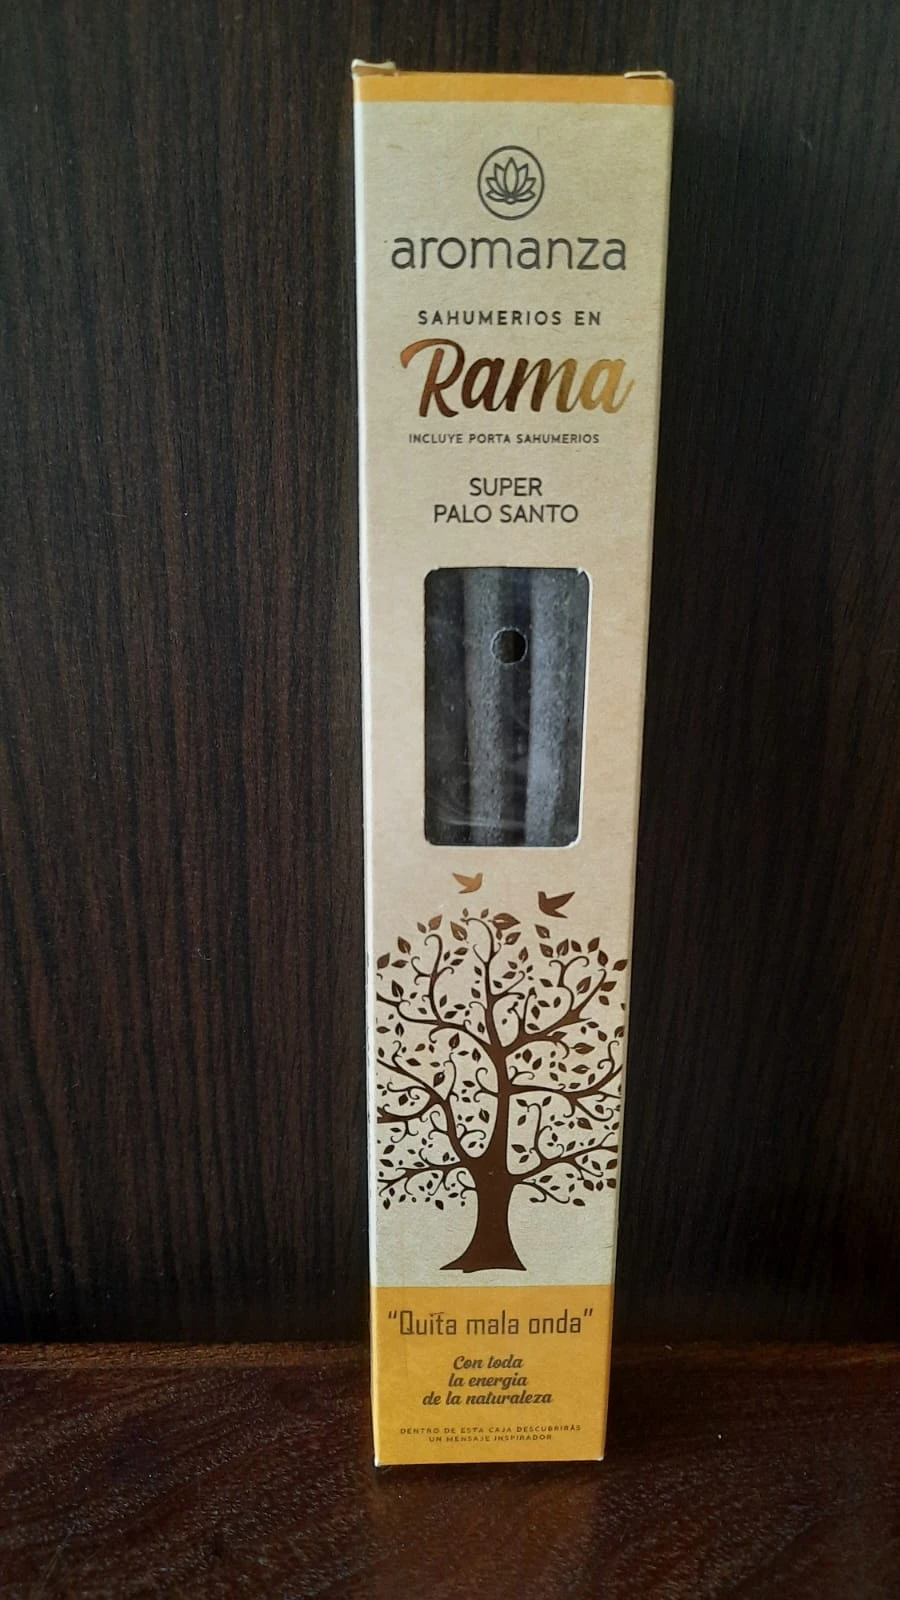 aromanza
SAHUMERIOS EN
Rama
INCLUYE PORTA SAHUMERIOS
SUPER
PALO SANTO
"Quita mala onda"
Con toda
la energia
de la naturaleza
DENTRO DE ESTA CAJA DESCUBRIRÁS
UN MENSAJE INSPIRADOR